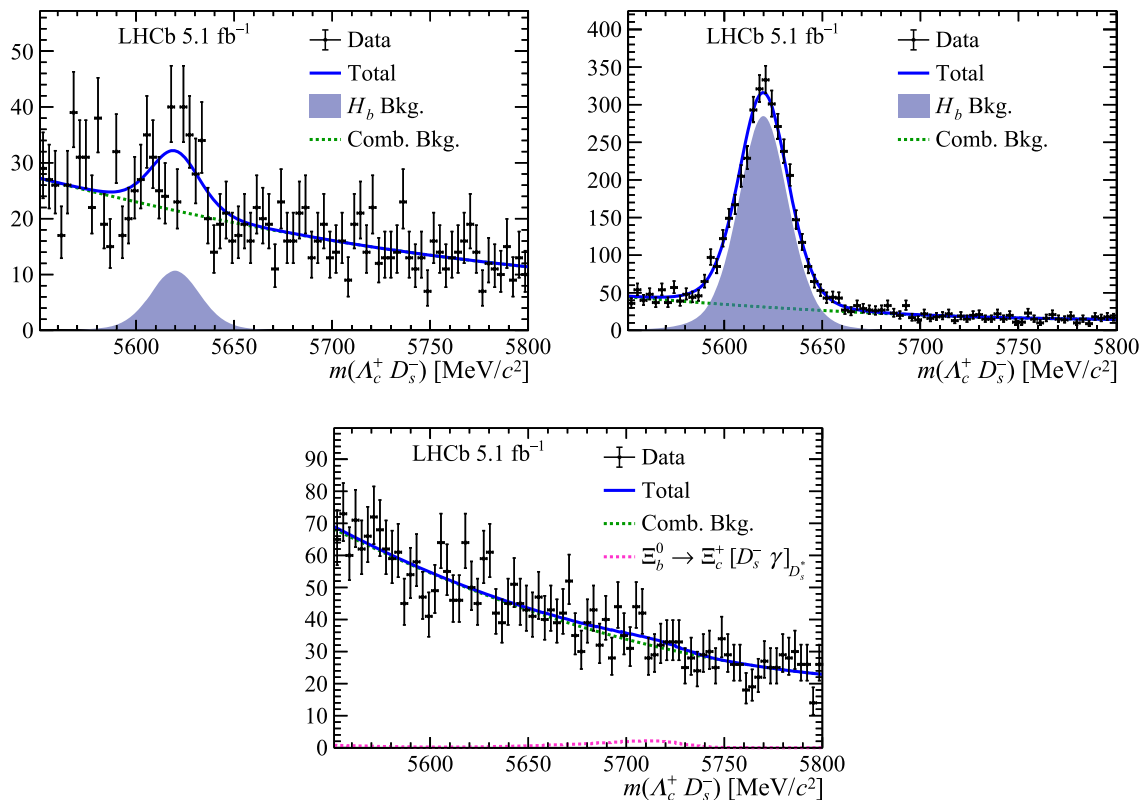 LHCb 5.1 fb⁻¹
Data
Total
H_b Bkg.
Comb. Bkg.
50
40
30
20
10
0
5600 5650 5700 5750 5800
m(Λ_c⁺ D_s⁻) [MeV/c²]
LHCb 5.1 fb⁻¹
Data
Total
H_b Bkg.
Comb. Bkg.
400
350
300
250
200
150
100
50
0
5600 5650 5700 5750 5800
m(Λ_c⁺ D_s⁻) [MeV/c²]
LHCb 5.1 fb⁻¹
Data
Total
Comb. Bkg.
Ξ_b⁰ → Ξ_c⁺ [D_s⁻ γ]_{D_s^*}
90
80
70
60
50
40
30
20
10
0
5600 5650 5700 5750 5800
m(Λ_c⁺ D_s⁻) [MeV/c²]